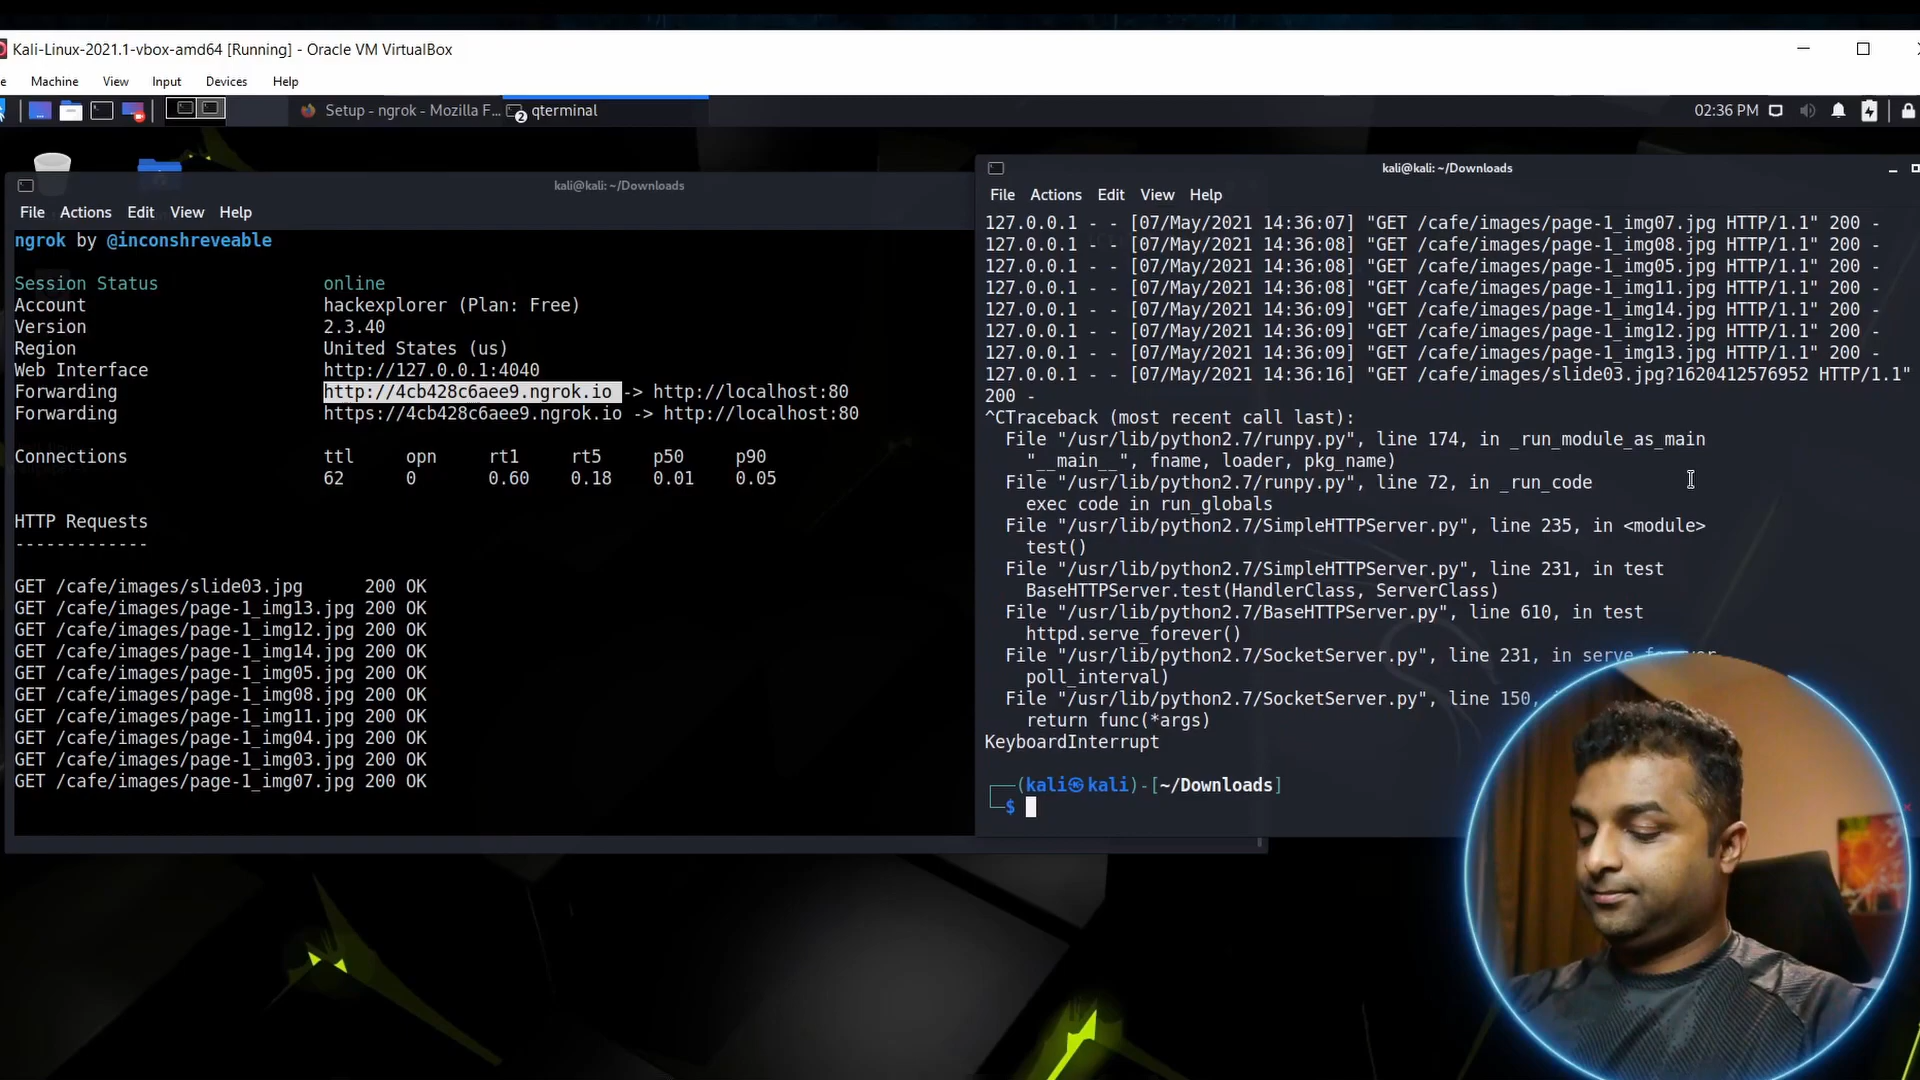 Kali-Linux-2021.1-vbox-amd64 [Running] - Oracle VM VirtualBox
Machine View Input Devices Help
Setup - ngrok - Mozilla F...
2 qterminal
02:36 PM
kali@kali: ~/Downloads
File Actions Edit View Help
ngrok by @inconshreveable
Session Status online
Account hackexplorer (Plan: Free)
Version 2.3.40
Region United States (us)
Web Interface http://127.0.0.1:4040
Forwarding http://4cb428c6aee9.ngrok.io -> http://localhost:80
Forwarding https://4cb428c6aee9.ngrok.io -> http://localhost:80
Connections ttl opn rt1 rt5 p50 p90
62 0 0.60 0.18 0.01 0.05
HTTP Requests
-------------
GET /cafe/images/slide03.jpg 200 OK
GET /cafe/images/page-1_img13.jpg 200 OK
GET /cafe/images/page-1_img12.jpg 200 OK
GET /cafe/images/page-1_img14.jpg 200 OK
GET /cafe/images/page-1_img05.jpg 200 OK
GET /cafe/images/page-1_img08.jpg 200 OK
GET /cafe/images/page-1_img11.jpg 200 OK
GET /cafe/images/page-1_img04.jpg 200 OK
GET /cafe/images/page-1_img03.jpg 200 OK
GET /cafe/images/page-1_img07.jpg 200 OK
kali@kali: ~/Downloads
File Actions Edit View Help
127.0.0.1 - - [07/May/2021 14:36:07] "GET /cafe/images/page-1_img07.jpg HTTP/1.1" 200 -
127.0.0.1 - - [07/May/2021 14:36:08] "GET /cafe/images/page-1_img08.jpg HTTP/1.1" 200 -
127.0.0.1 - - [07/May/2021 14:36:08] "GET /cafe/images/page-1_img05.jpg HTTP/1.1" 200 -
127.0.0.1 - - [07/May/2021 14:36:08] "GET /cafe/images/page-1_img11.jpg HTTP/1.1" 200 -
127.0.0.1 - - [07/May/2021 14:36:09] "GET /cafe/images/page-1_img14.jpg HTTP/1.1" 200 -
127.0.0.1 - - [07/May/2021 14:36:09] "GET /cafe/images/page-1_img12.jpg HTTP/1.1" 200 -
127.0.0.1 - - [07/May/2021 14:36:09] "GET /cafe/images/page-1_img13.jpg HTTP/1.1" 200 -
127.0.0.1 - - [07/May/2021 14:36:16] "GET /cafe/images/slide03.jpg?1620412576952 HTTP/1.1"
200 -
^CTraceback (most recent call last):
File "/usr/lib/python2.7/runpy.py", line 174, in _run_module_as_main
"__main__", fname, loader, pkg_name)
File "/usr/lib/python2.7/runpy.py", line 72, in _run_code
exec code in run_globals
File "/usr/lib/python2.7/SimpleHTTPServer.py", line 235, in <module>
test()
File "/usr/lib/python2.7/SimpleHTTPServer.py", line 231, in test
BaseHTTPServer.test(HandlerClass, ServerClass)
File "/usr/lib/python2.7/BaseHTTPServer.py", line 610, in test
httpd.serve_forever()
File "/usr/lib/python2.7/SocketServer.py", line 231, in serve_forever
poll_interval)
File "/usr/lib/python2.7/SocketServer.py", line 150,
return func(*args)
KeyboardInterrupt
(kali㉿kali)-[~/Downloads]
$